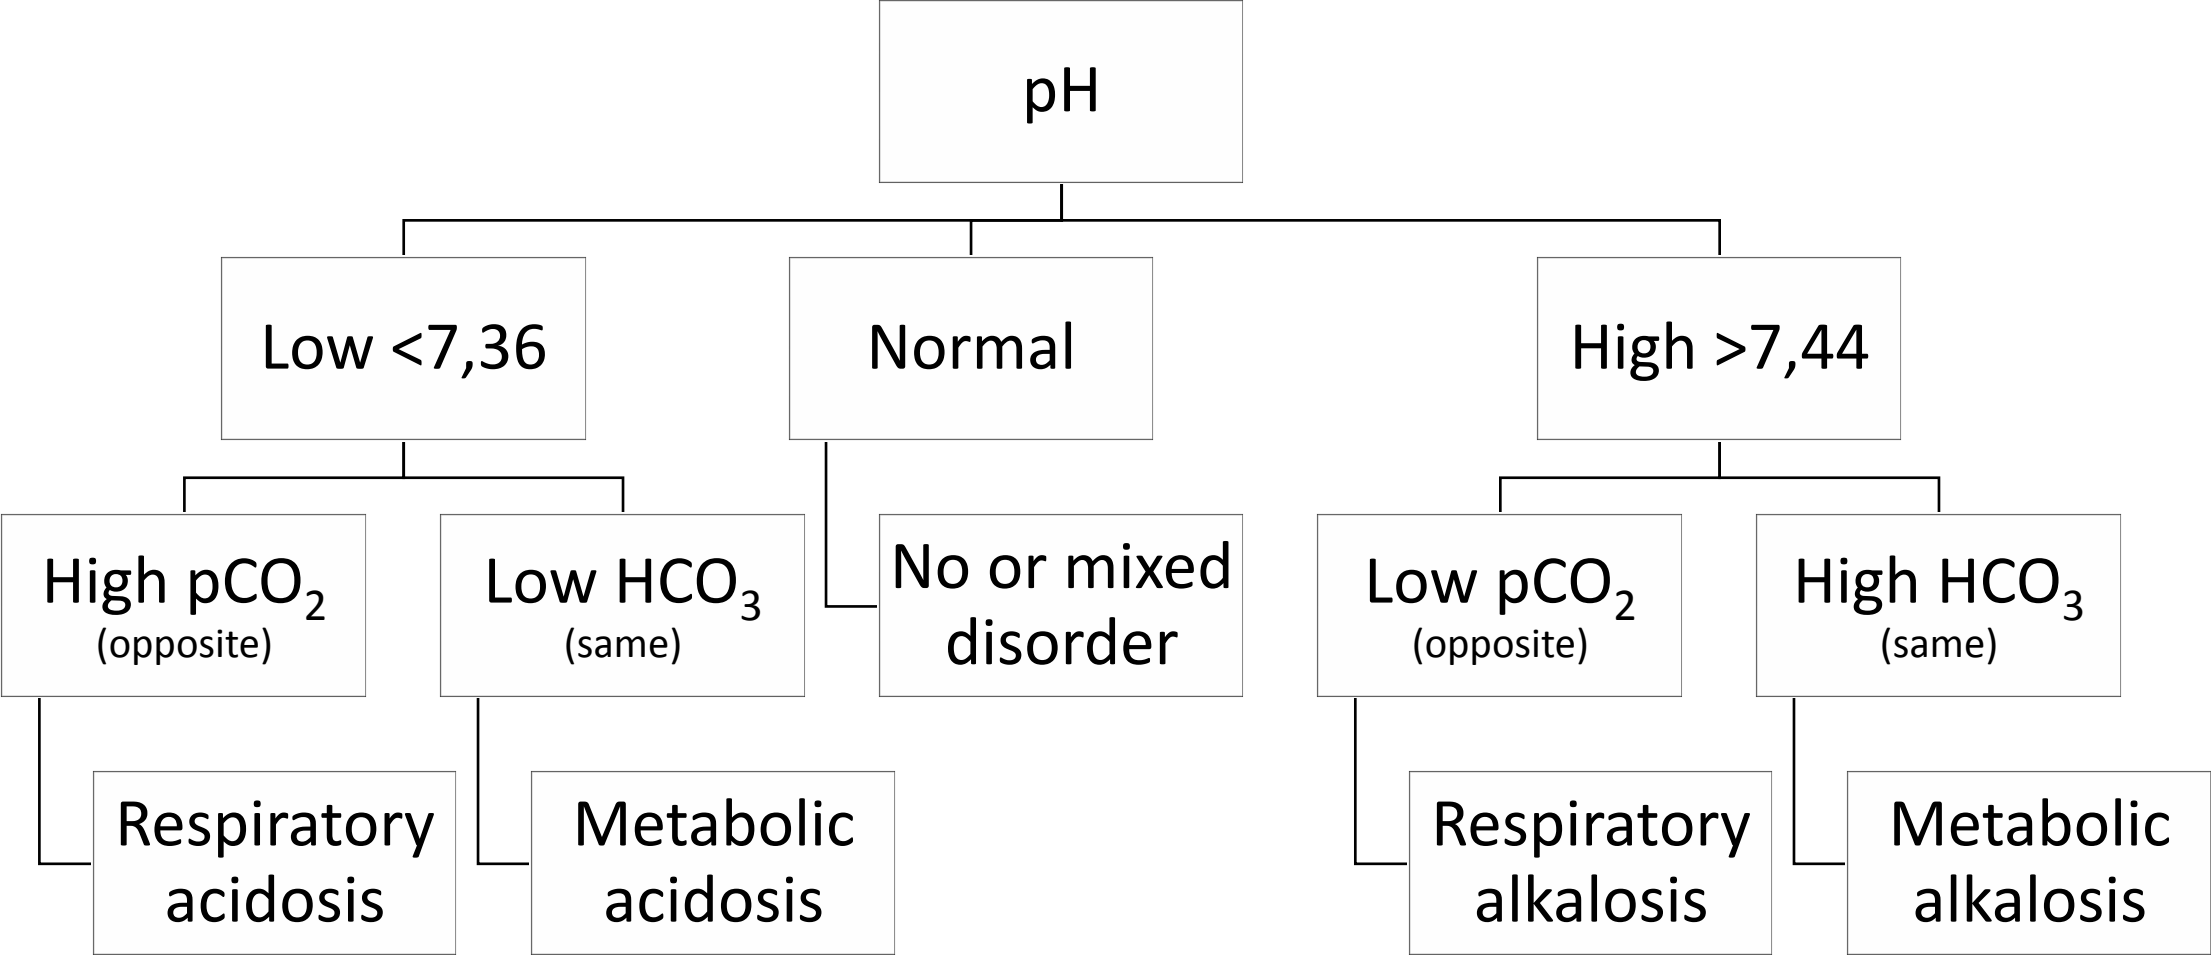 pH
Low <7,36
Normal
High >7,44
High pCO₂
(opposite)
Low HCO₃
(same)
No or mixed
disorder
Low pCO₂
(opposite)
High HCO₃
(same)
Respiratory
acidosis
Metabolic
acidosis
Respiratory
alkalosis
Metabolic
alkalosis